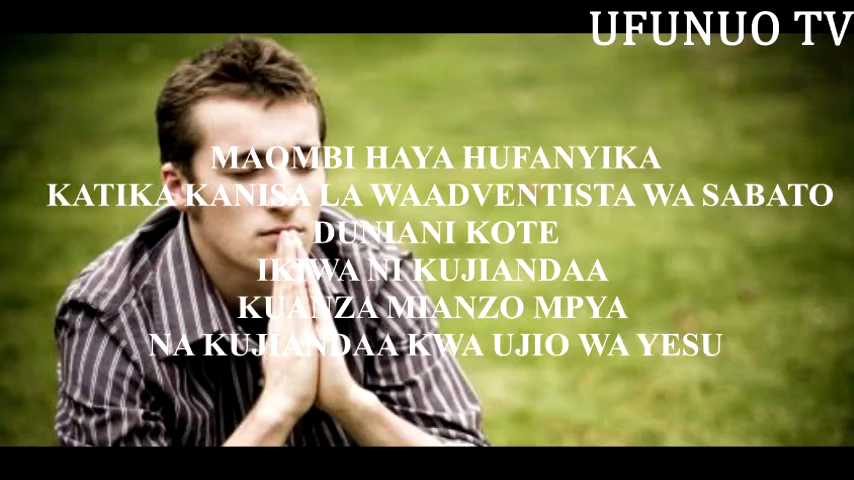 UFUNUO TV
MAOMBI HAYA HUFANYIKA
KATIKA KANISA LA WAADVENTISTA WA SABATO
DUNIANI KOTE
IKIWA NI KUJIANDAA
KUANZA MIANZO MPYA
NA KUJIANDAA KWA UJIO WA YESU